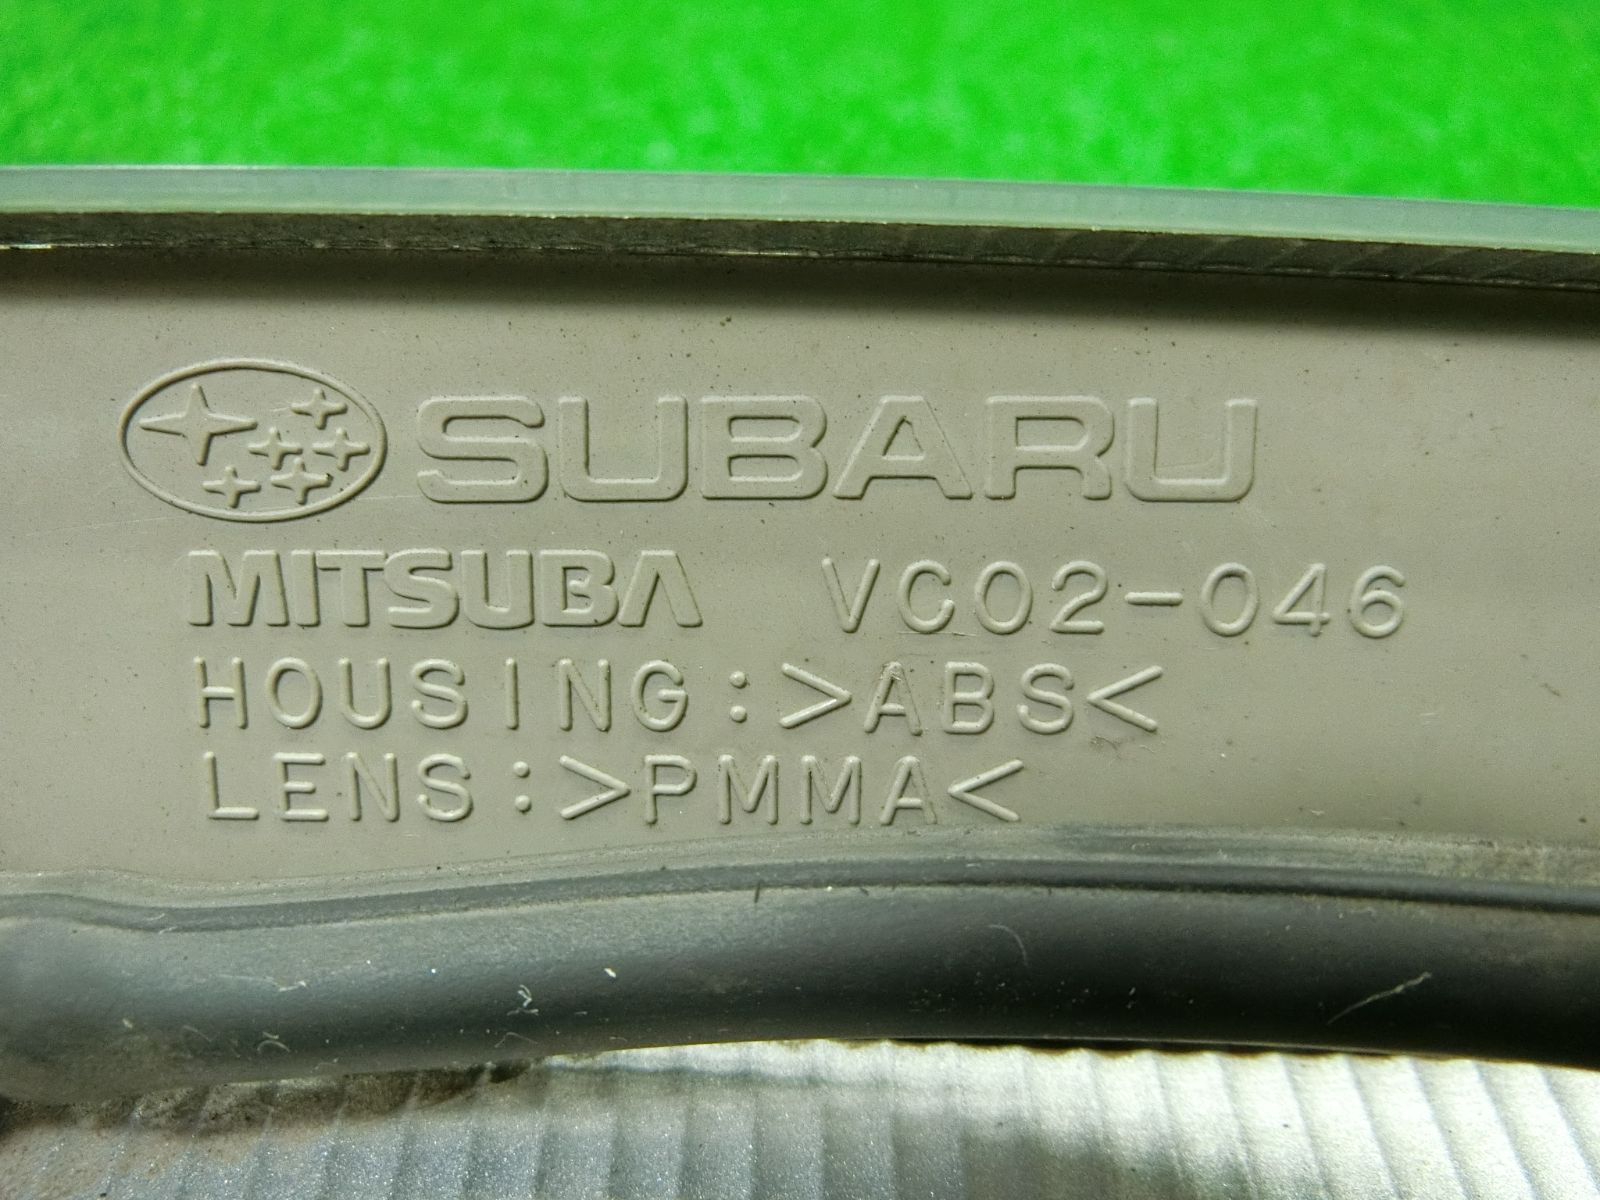 SUBARU
MITSUBA VC02-046
HOUSING:>ABS<
LENS:>PMMA<